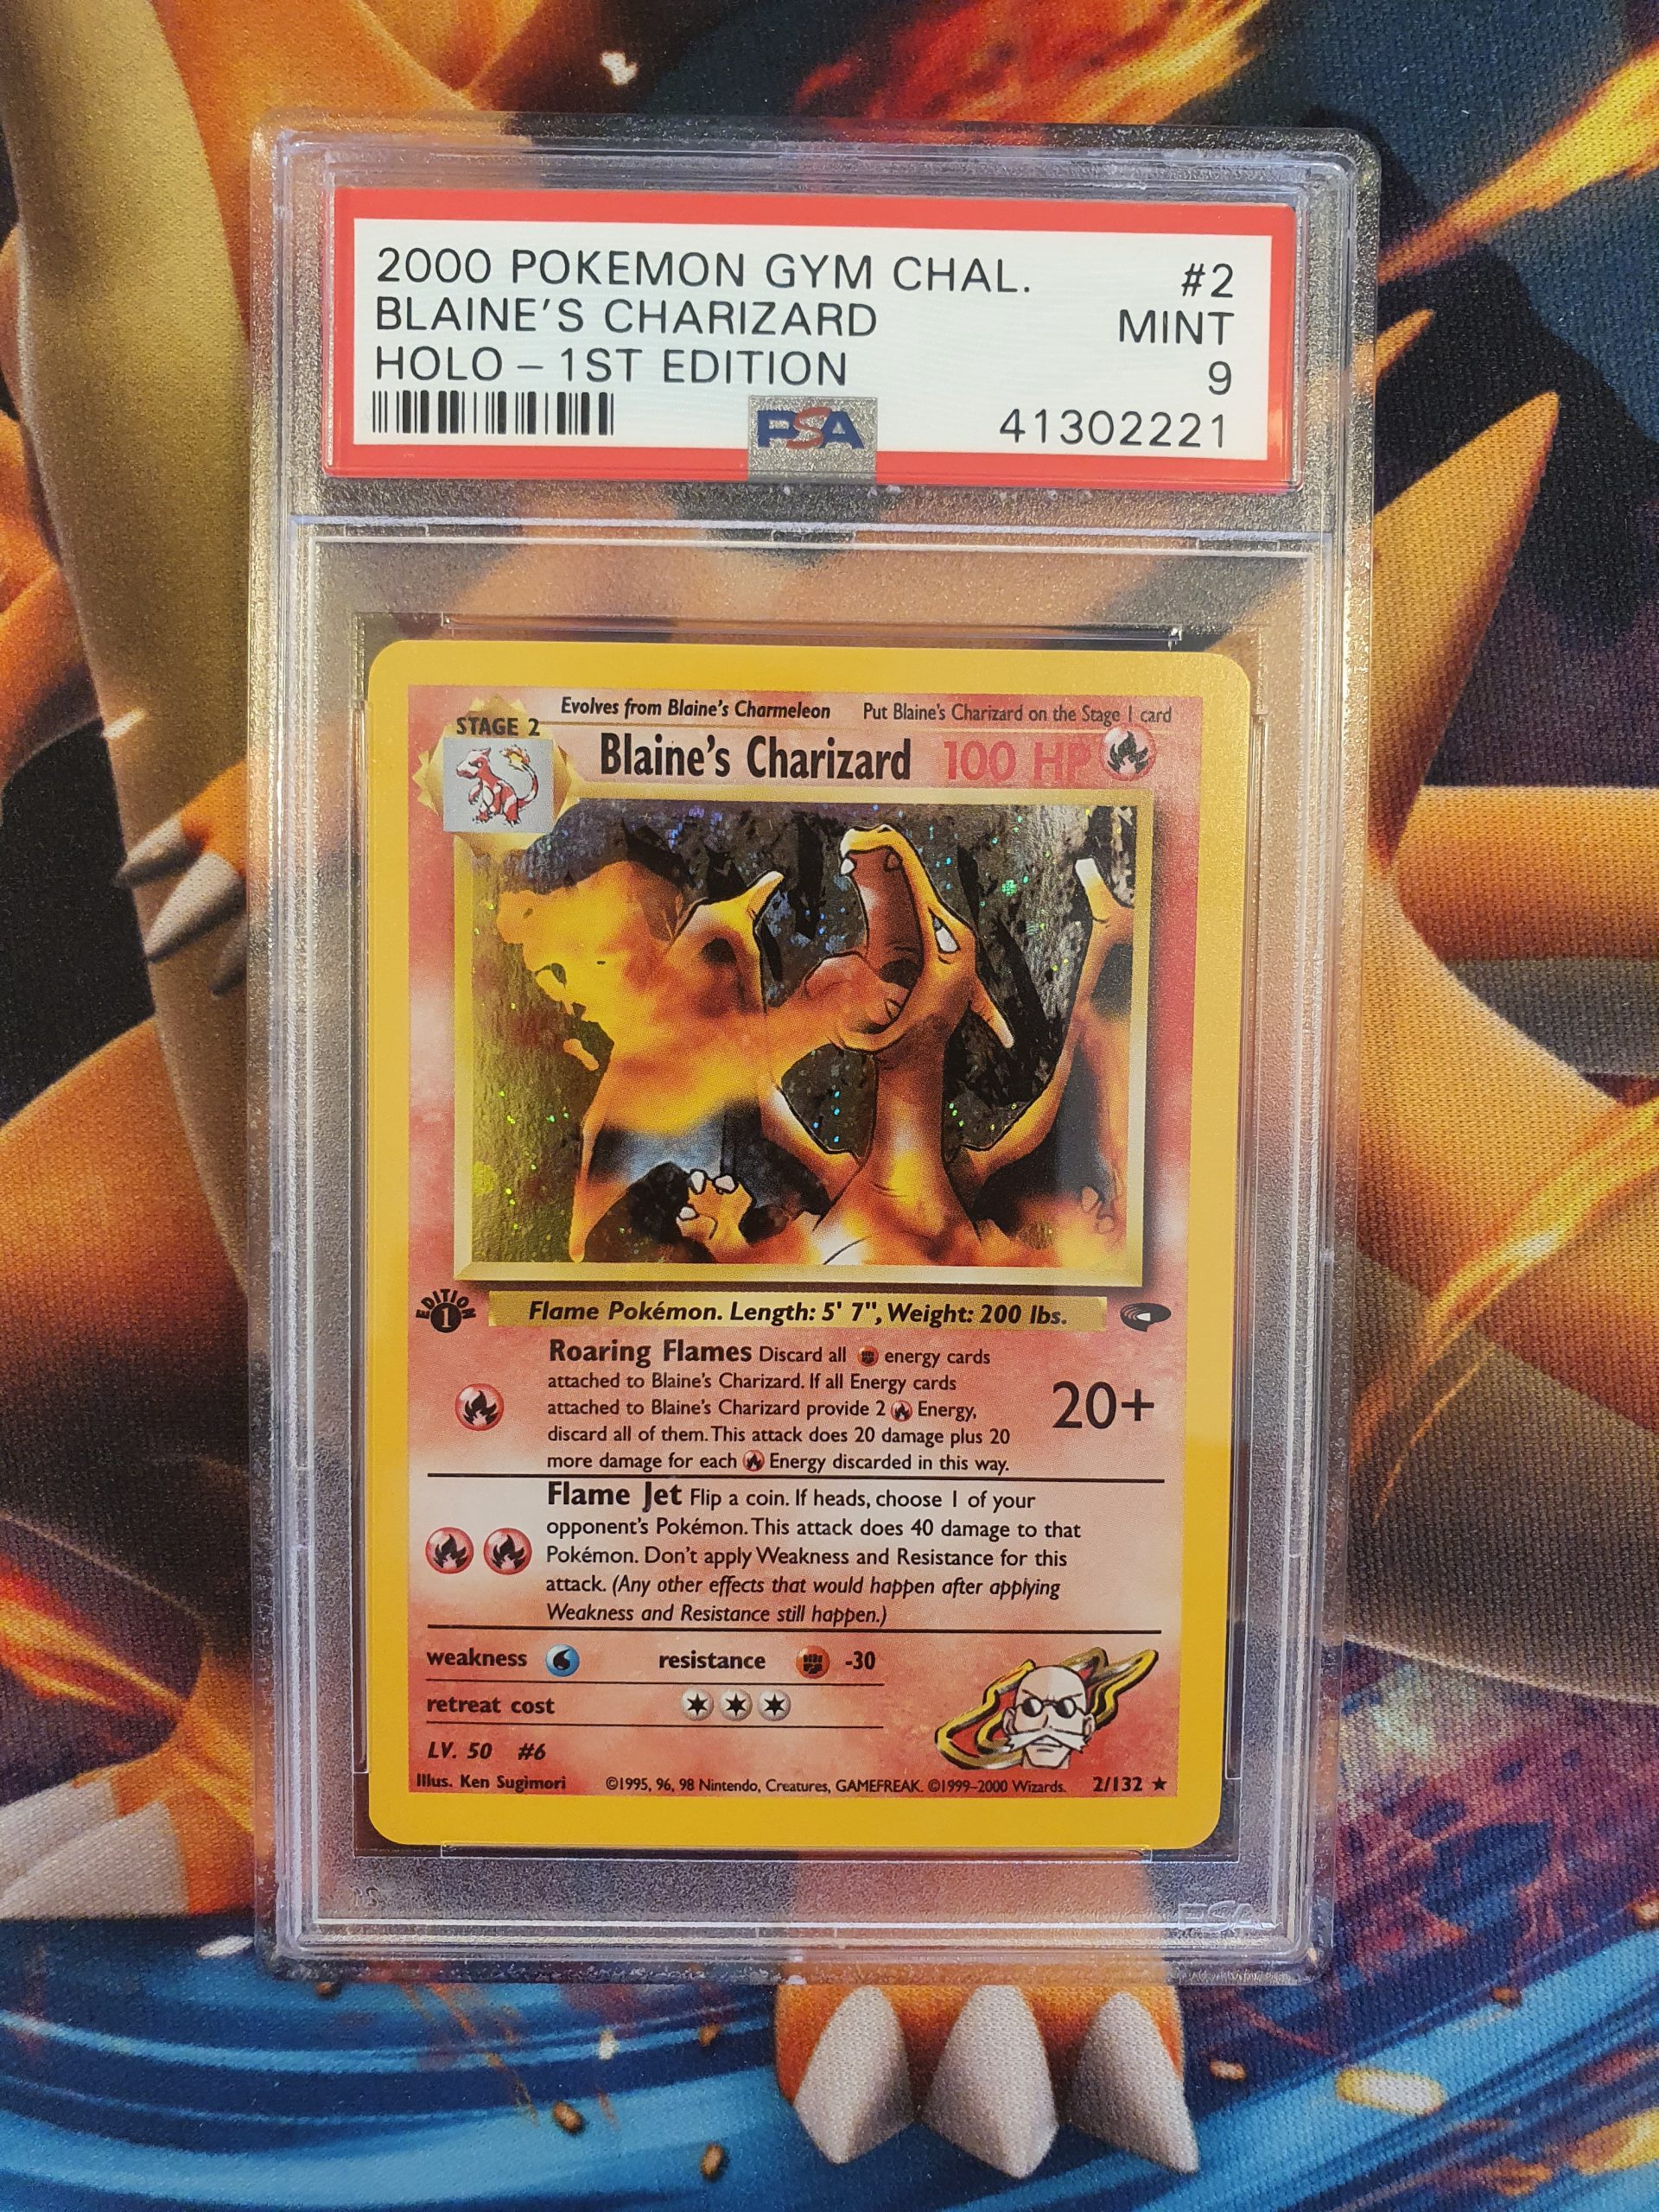 2000 POKEMON GYM CHAL. #2
BLAINE'S CHARIZARD MINT
HOLO – 1ST EDITION 9
PSA 41302221
Evolves from Blaine's Charmeleon Put Blaine's Charizard on the Stage 1 card
STAGE 2
Blaine's Charizard 100 HP
EDITION 1
Flame Pokémon. Length: 5' 7", Weight: 200 lbs.
Roaring Flames Discard all energy cards
attached to Blaine's Charizard. If all Energy cards
attached to Blaine's Charizard provide 2 Energy,
discard all of them. This attack does 20 damage plus 20
more damage for each Energy discarded in this way.
20+
Flame Jet Flip a coin. If heads, choose 1 of your
opponent's Pokémon. This attack does 40 damage to that
Pokémon. Don't apply Weakness and Resistance for this
attack. (Any other effects that would happen after applying
Weakness and Resistance still happen.)
weakness resistance -30
retreat cost
LV. 50 #6
Illus. Ken Sugimori ©1995, 96, 98 Nintendo, Creatures, GAMEFREAK. ©1999–2000 Wizards. 2/132 ★
PSA